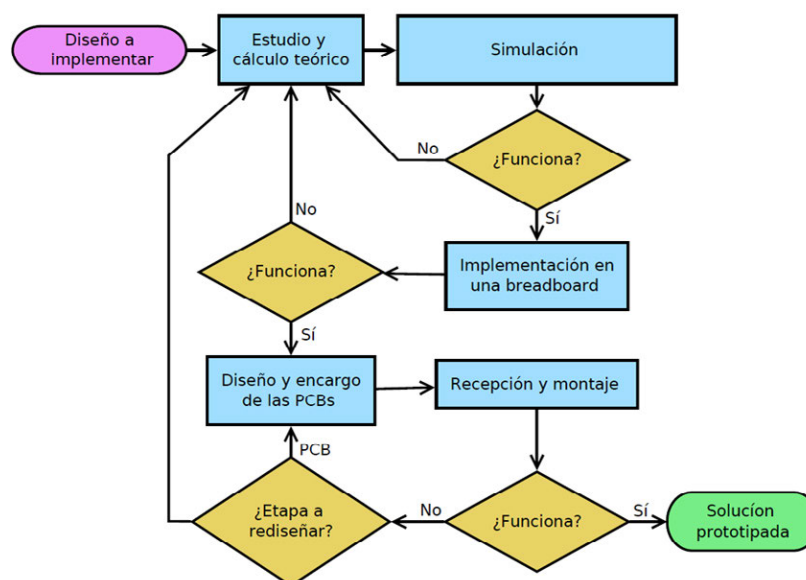 Diseño a
implementar
Estudio y
cálculo teórico
Simulación
¿Funciona?
No
Sí
Implementación en
una breadboard
¿Funciona?
No
Sí
Diseño y encargo
de las PCBs
Recepción y montaje
¿Funciona?
No
Sí
Solucíon
prototipada
¿Etapa a
rediseñar?
PCB